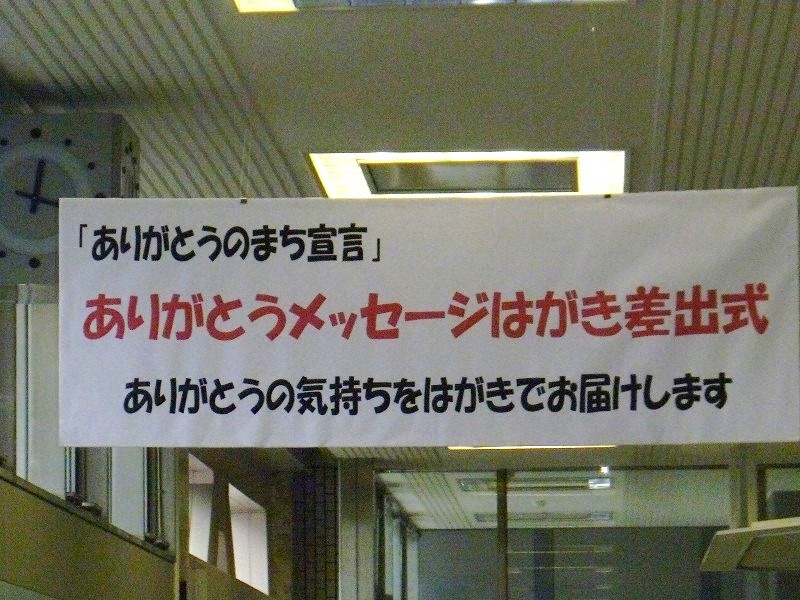 「ありがとうのまち宣言」
ありがとうメッセージはがき差出式
ありがとうの気持ちをはがきでお届けします